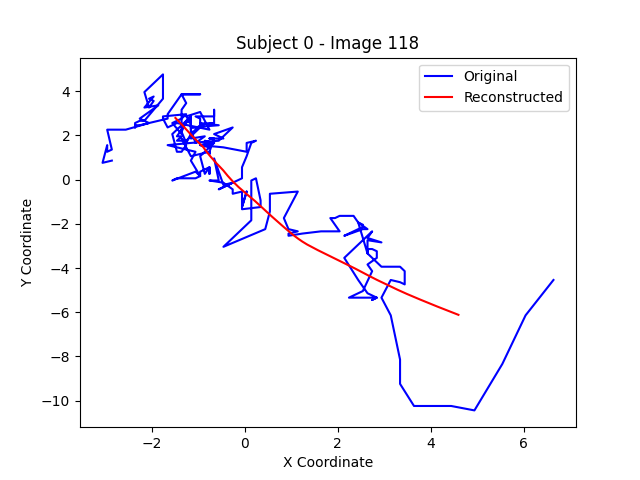 Subject 0 - Image 118
Original
Reconstructed
Y Coordinate
4
2
0
−2
−4
−6
−8
−10
−2
0
2
4
6
X Coordinate